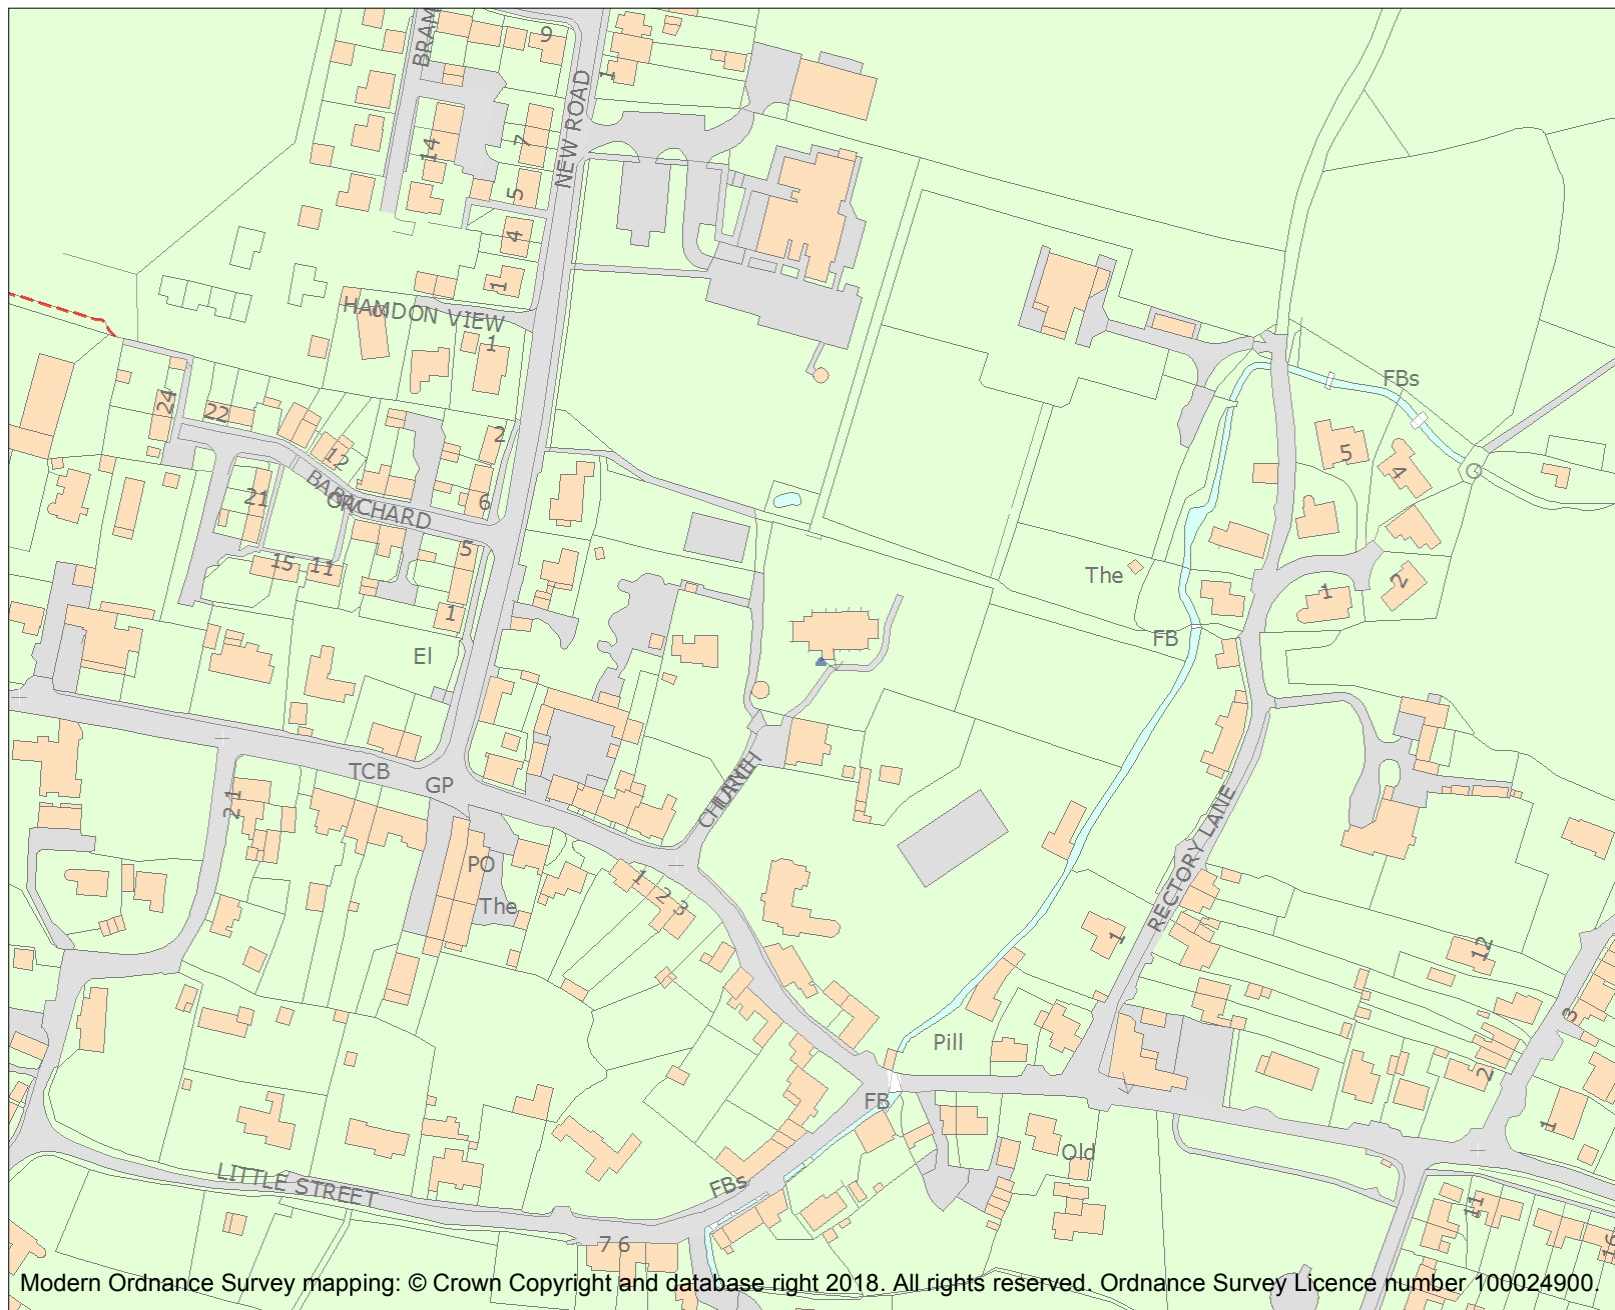 BRAM
9
1
NEW ROAD
7
14
5
4
1
HAMDON VIEW
1
FBs
24
22
2
12
5
4
BARN
ORCHARD
21
6
5
15
11
The
1
2
1
FB
El
TCB
GP
CHURCH
2 1
RECTORY LANE
PO
1
2
3
The
1
12
3
Pill
2
FB
1
Old
LITTLE STREET
FBs
11
7 6
16
Modern Ordnance Survey mapping: © Crown Copyright and database right 2018. All rights reserved. Ordnance Survey Licence number 100024900.